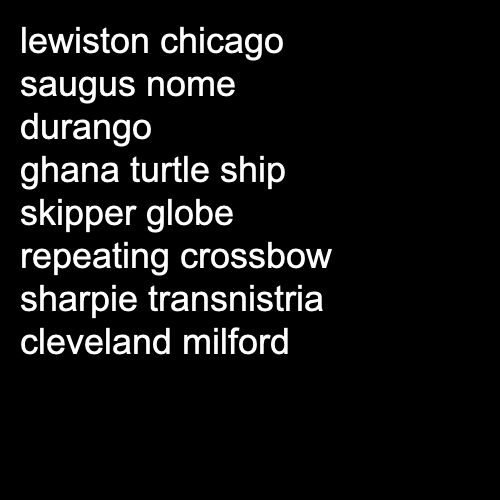 lewiston chicago
saugus nome
durango
ghana turtle ship
skipper globe
repeating crossbow
sharpie transnistria
cleveland milford